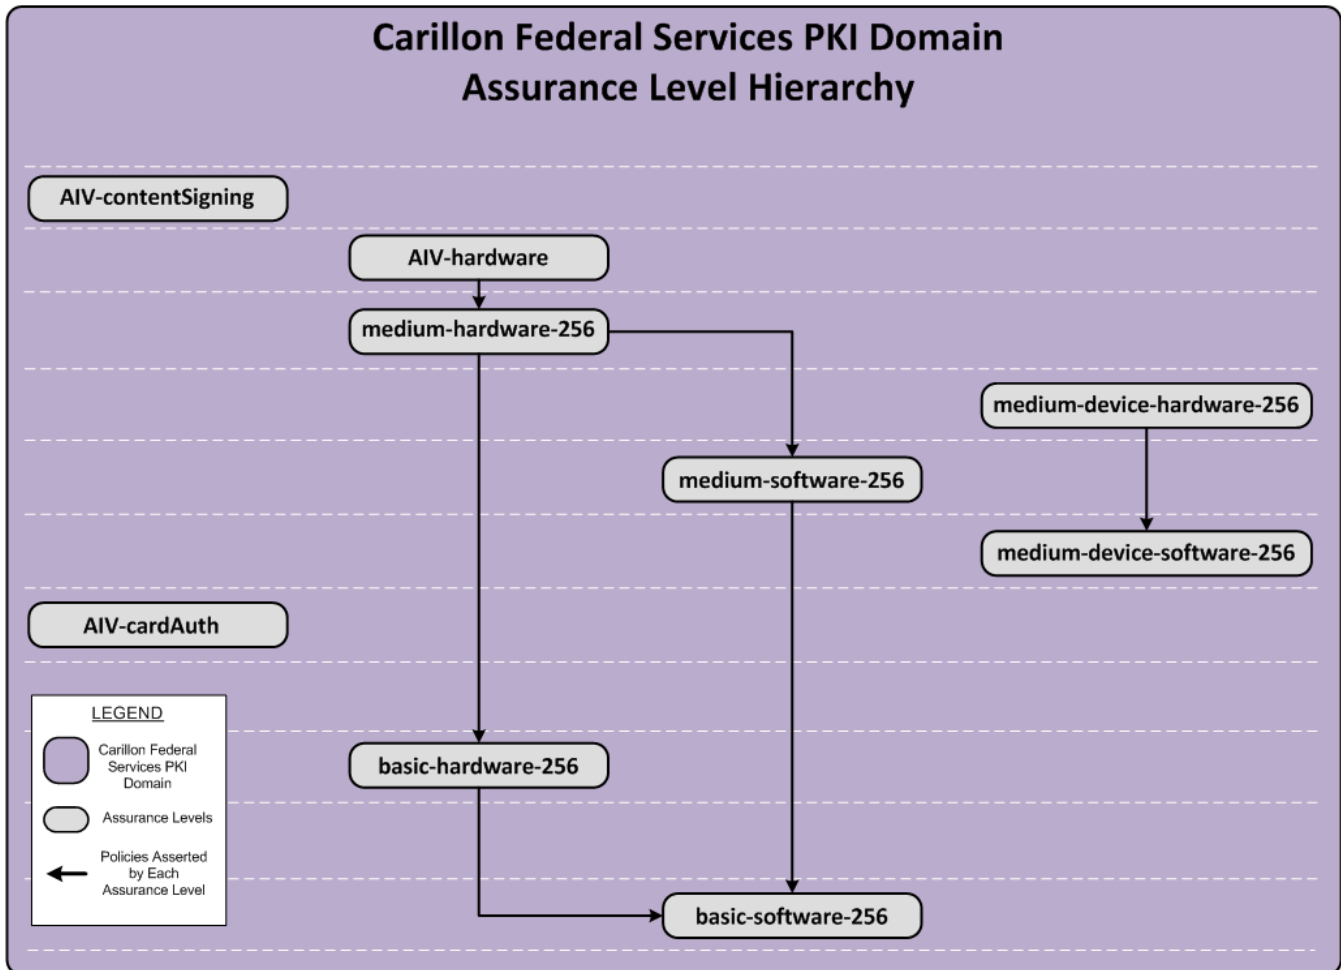 Carillon Federal Services PKI Domain
Assurance Level Hierarchy
AIV-contentSigning
AIV-hardware
medium-hardware-256
medium-device-hardware-256
medium-software-256
medium-device-software-256
AIV-cardAuth
LEGEND
Carillon Federal
Services PKI
Domain
Assurance Levels
Policies Asserted
by Each
Assurance Level
basic-hardware-256
basic-software-256